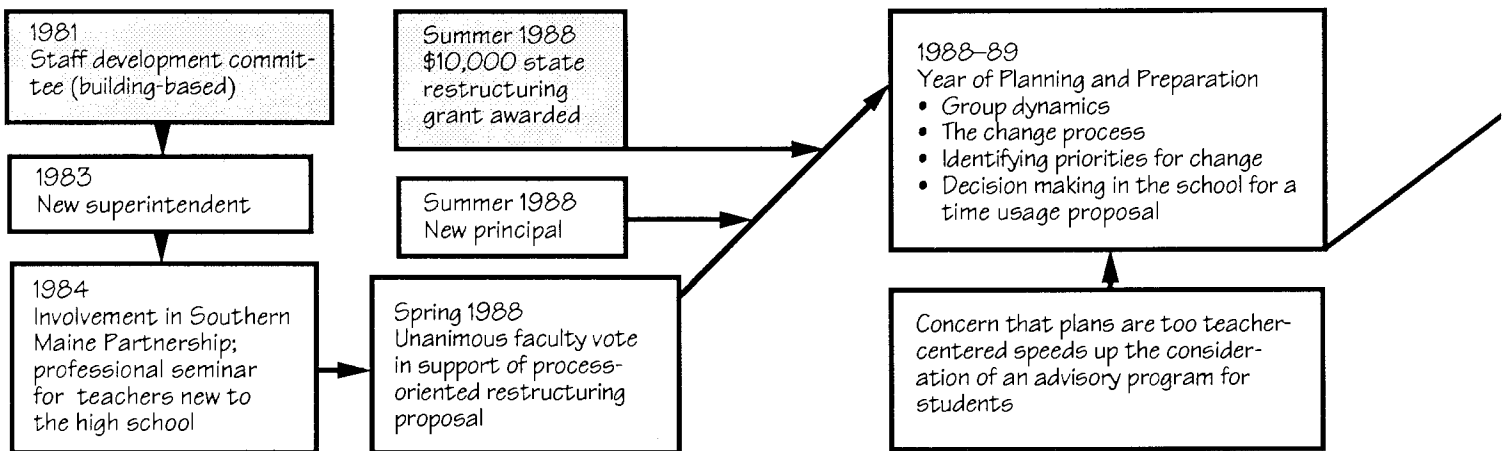 1981
Staff development commit-
tee (building-based)
1983
New superintendent
1984
Involvement in Southern
Maine Partnership;
professional seminar
for teachers new to
the high school
Summer 1988
$10,000 state
restructuring
grant awarded
Summer 1988
New principal
Spring 1988
Unanimous faculty vote
in support of process-
oriented restructuring
proposal
1988–89
Year of Planning and Preparation
• Group dynamics
• The change process
• Identifying priorities for change
• Decision making in the school for a
time usage proposal
Concern that plans are too teacher-
centered speeds up the consider-
ation of an advisory program for
students